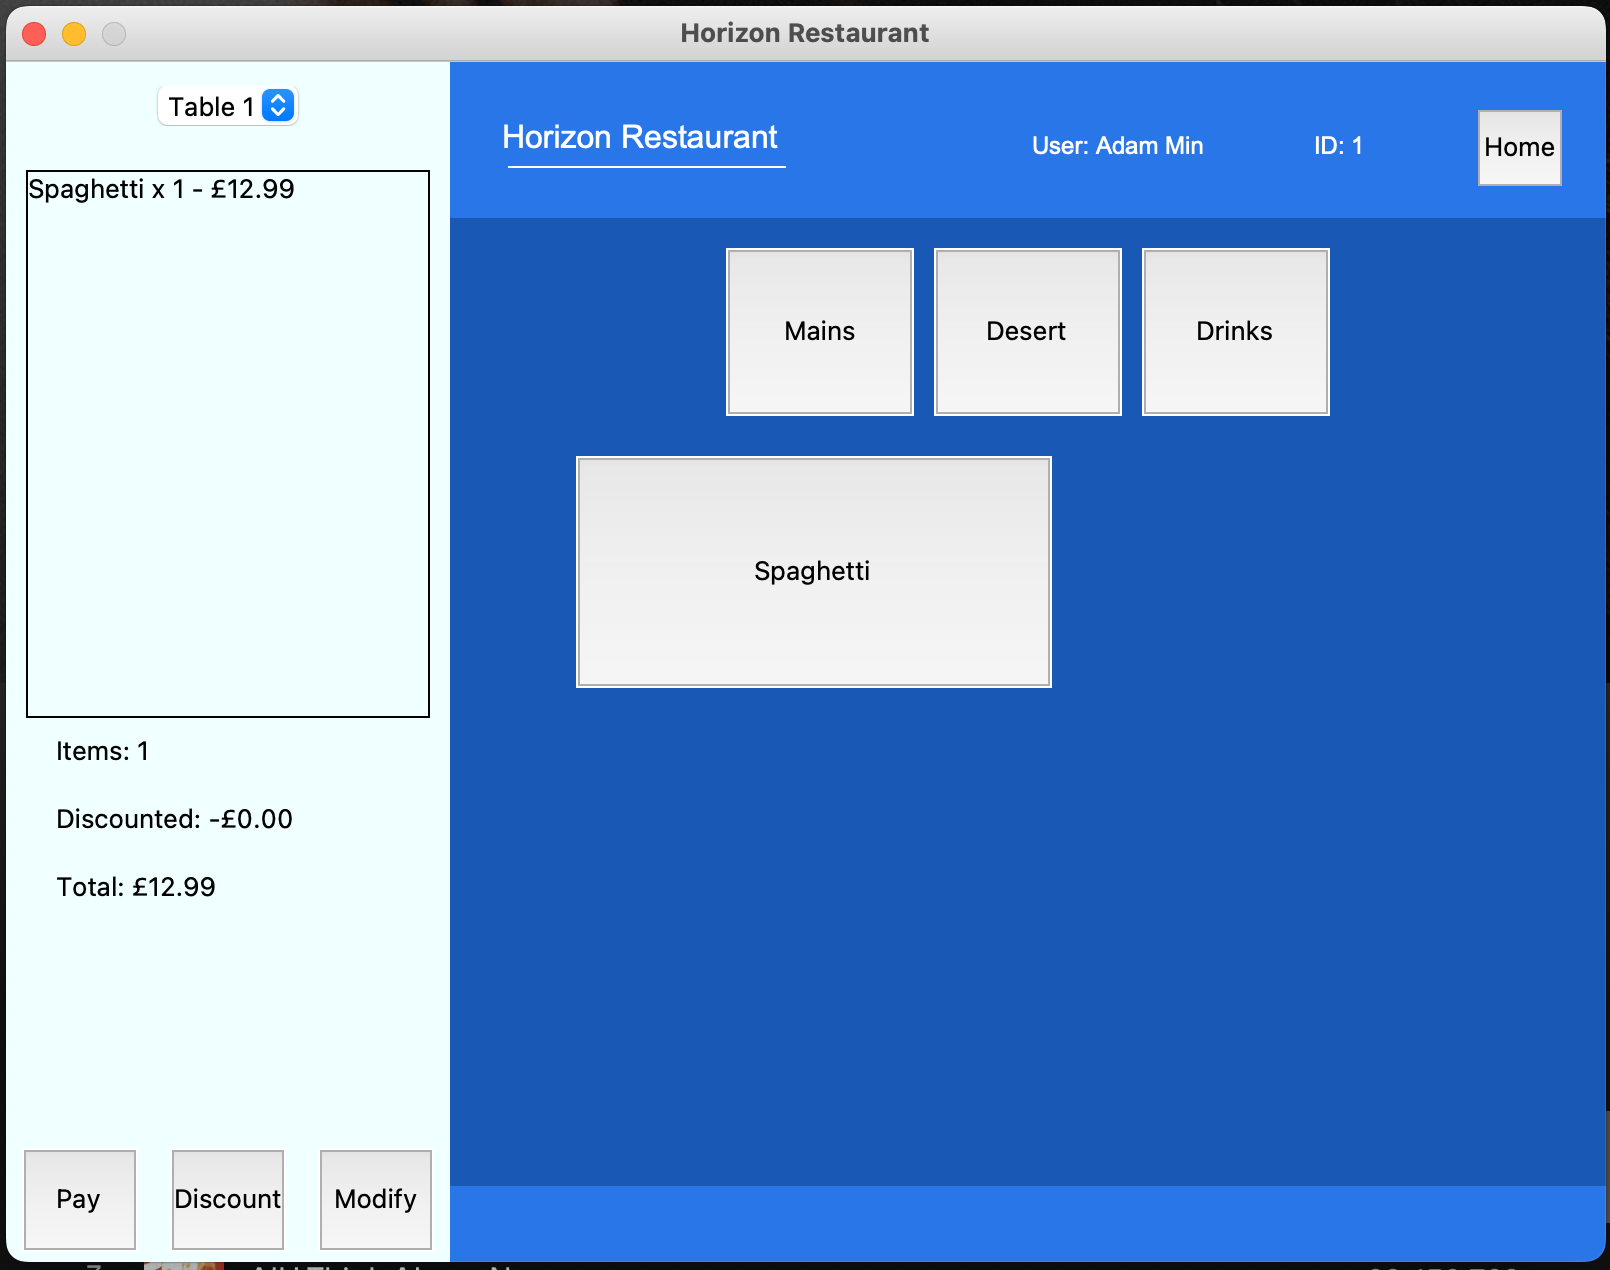 Horizon Restaurant
Table 1
Spaghetti x 1 - £12.99
Items: 1
Discounted: -£0.00
Total: £12.99
Pay
Discount
Modify
Horizon Restaurant
User: Adam Min
ID: 1
Home
Mains
Desert
Drinks
Spaghetti